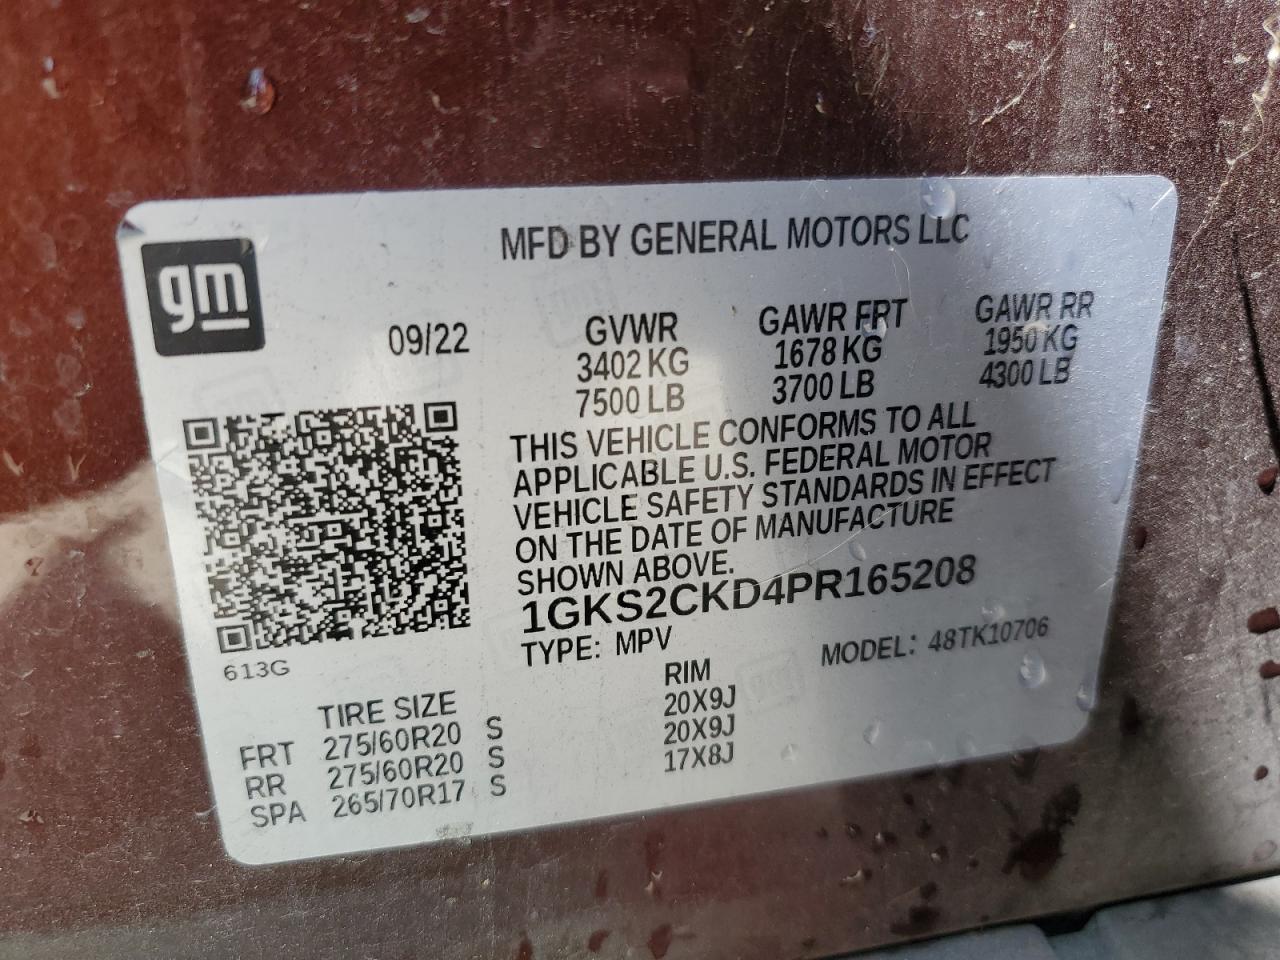 MFD BY GENERAL MOTORS LLC
gm
09/22
GVWR GAWR FRT GAWR RR
3402 KG 1678 KG 1950 KG
7500 LB 3700 LB 4300 LB
THIS VEHICLE CONFORMS TO ALL
APPLICABLE U.S. FEDERAL MOTOR
VEHICLE SAFETY STANDARDS IN EFFECT
ON THE DATE OF MANUFACTURE
SHOWN ABOVE.
1GKS2CKD4PR165208
TYPE: MPV MODEL: 48TK10706
613G
TIRE SIZE RIM
FRT 275/60R20 S 20X9J
RR 275/60R20 S 20X9J
SPA 265/70R17 S 17X8J